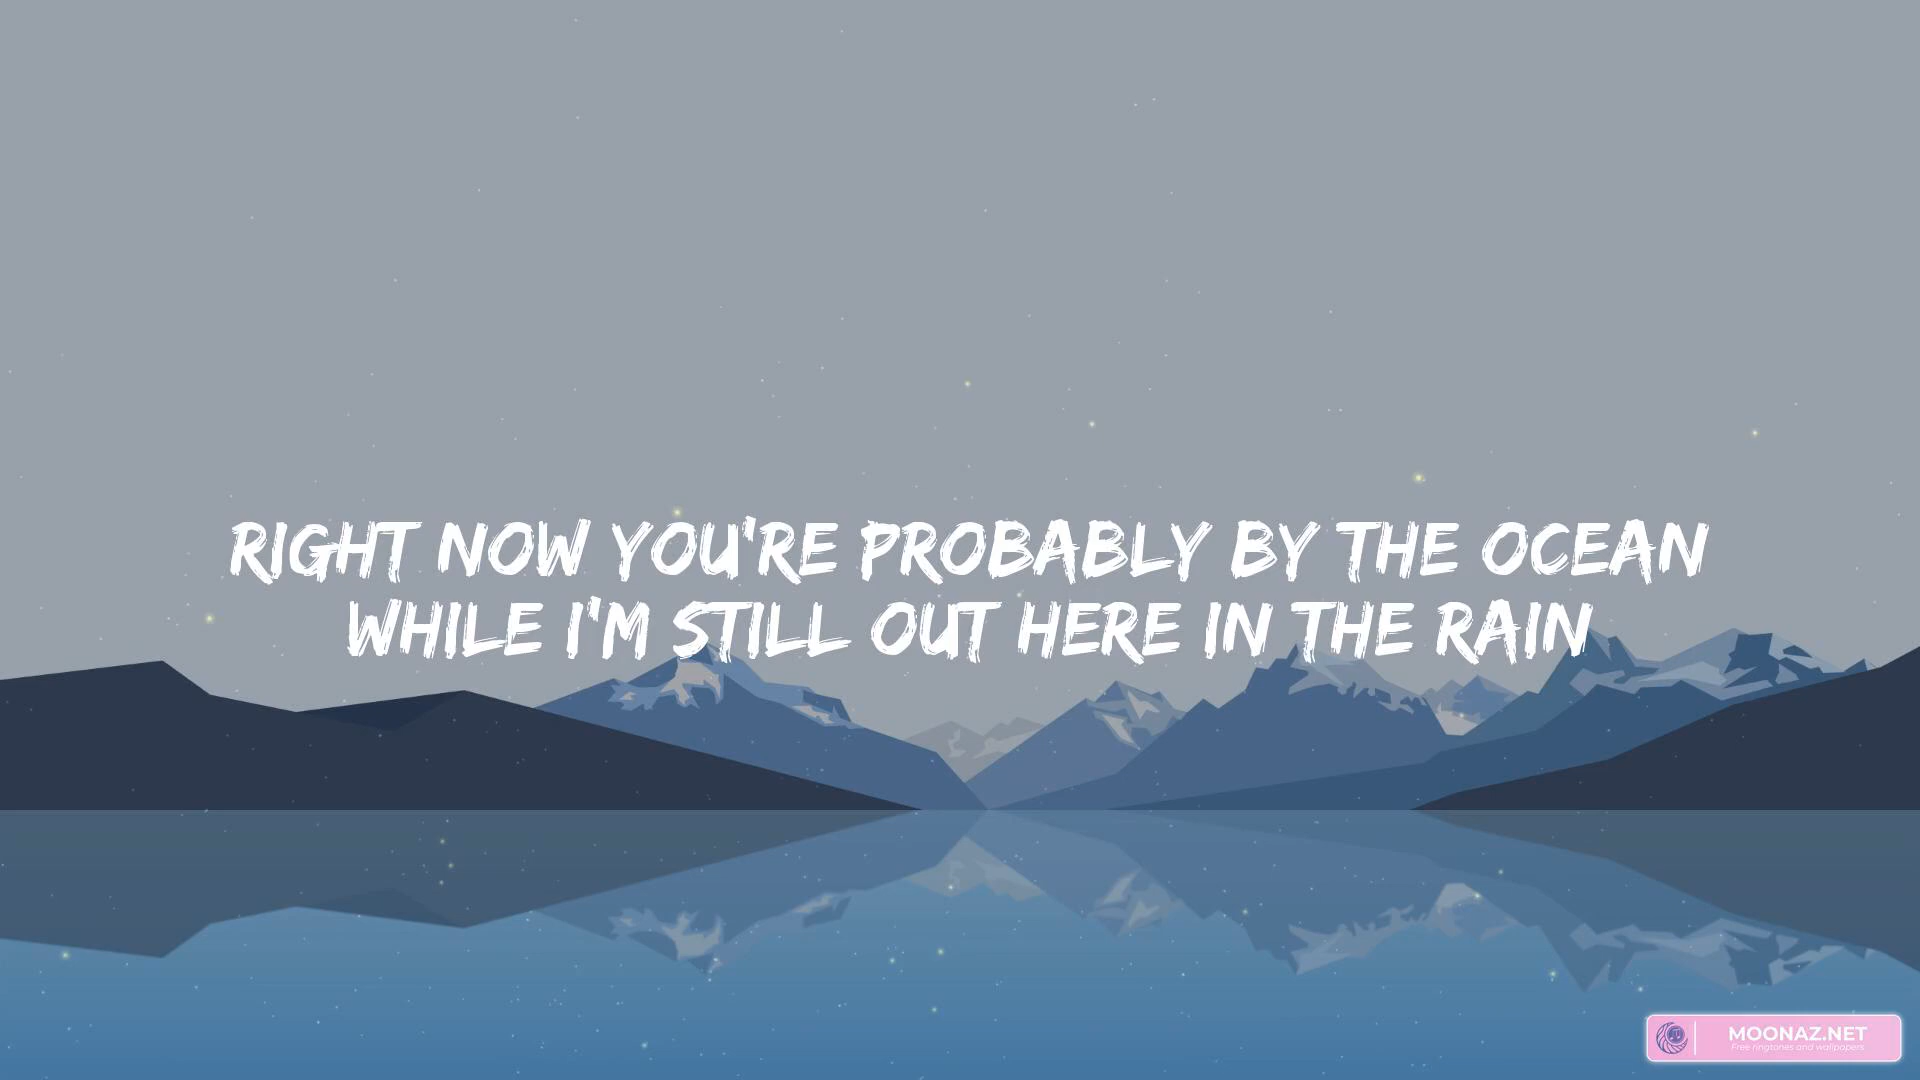 RIGHT NOW YOU'RE PROBABLY BY THE OCEAN
WHILE I'M STILL OUT HERE IN THE RAIN
MOONAZ.NET
Free ringtones and wallpapers